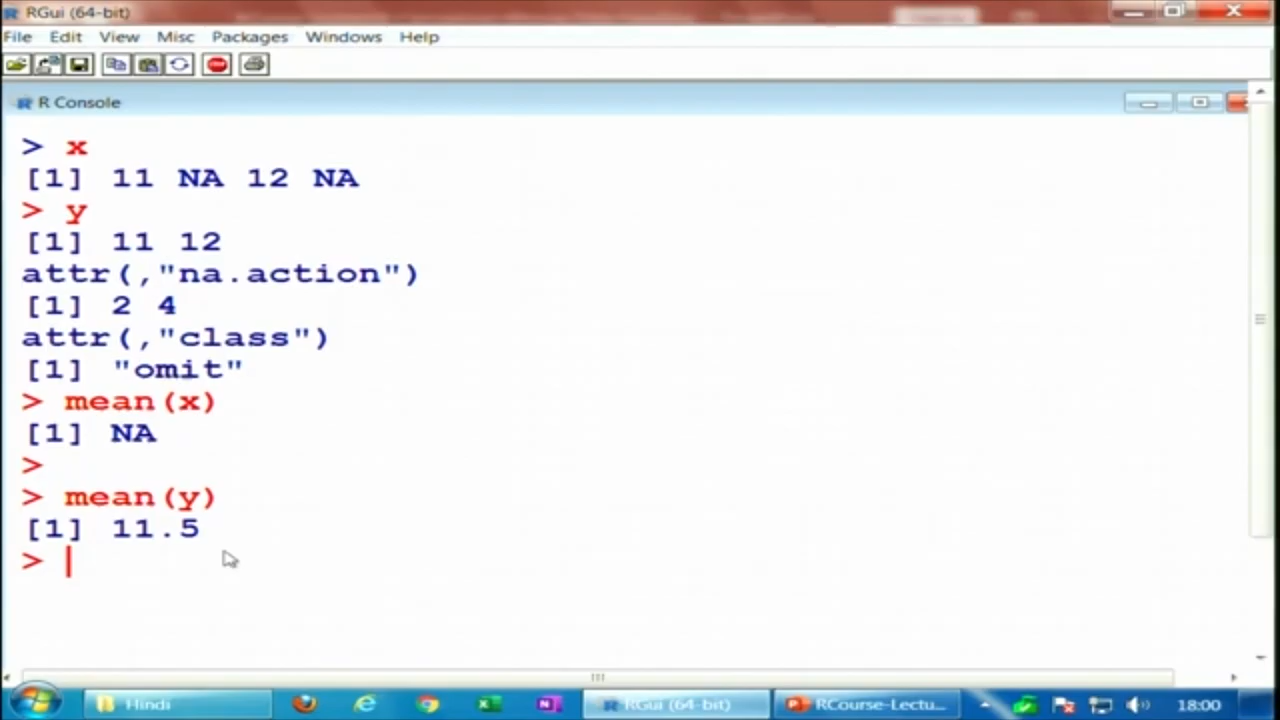 RGui (64-bit)
File Edit View Misc Packages Windows Help
R Console
> x
[1] 11 NA 12 NA
> y
[1] 11 12
attr(,"na.action")
[1] 2 4
attr(,"class")
[1] "omit"
> mean(x)
[1] NA
>
> mean(y)
[1] 11.5
>
Hindi RGui (64-bit) RCourse-Lectu... 18:00